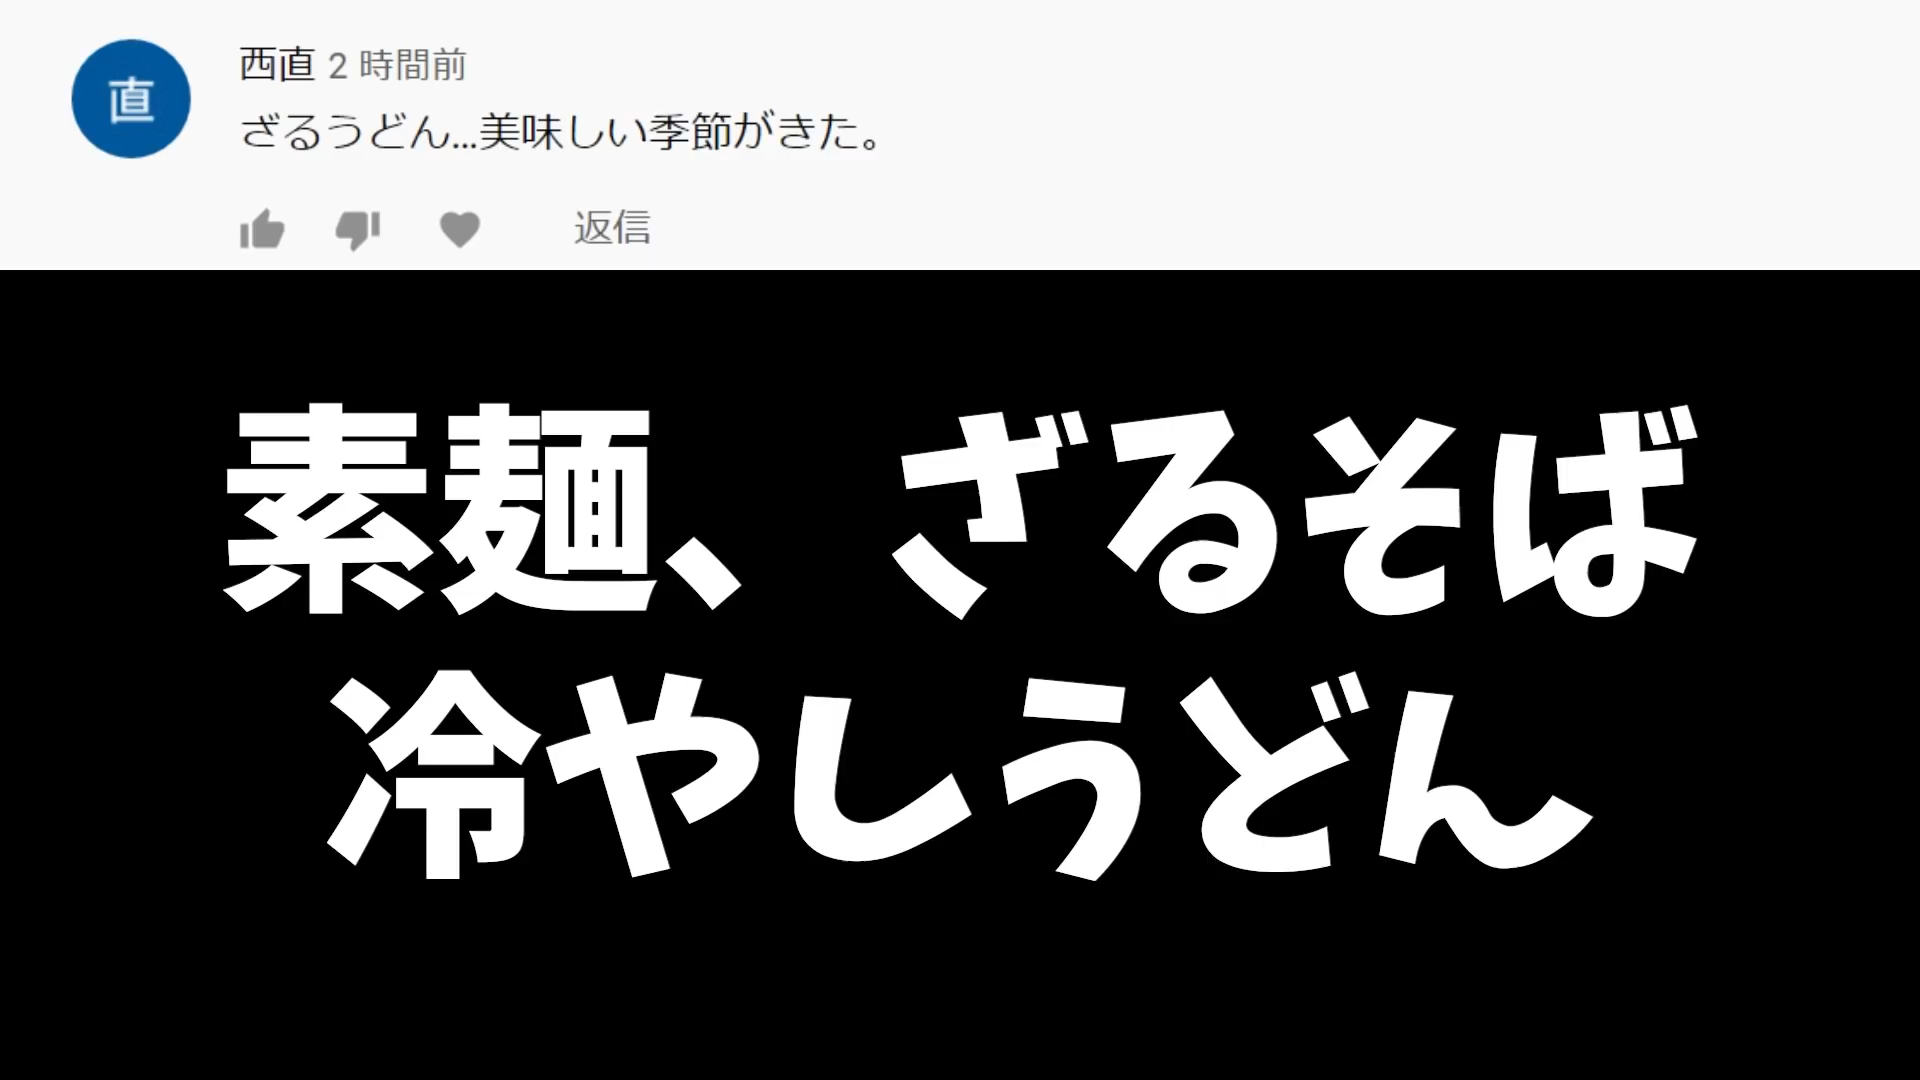 直
西直 2 時間前
ざるうどん...美味しい季節がきた。
返信
素麺、ざるそば
冷やしうどん